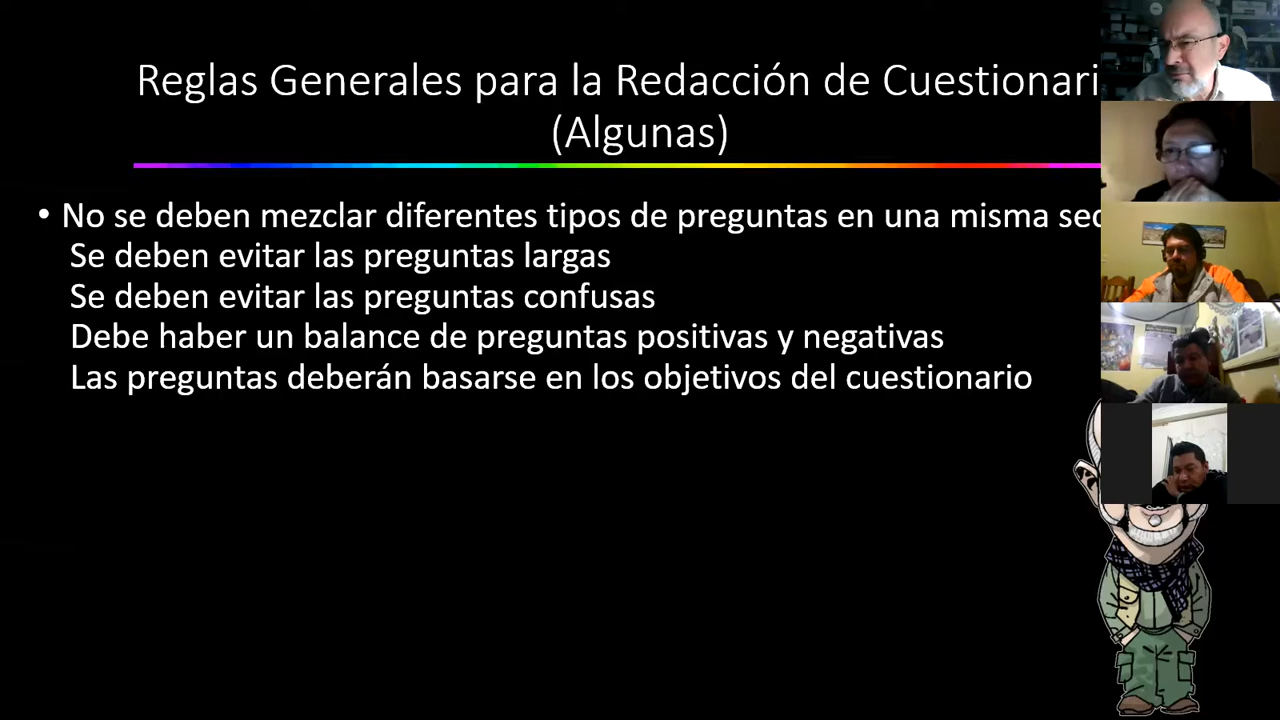 Reglas Generales para la Redacción de
(Algunas)
• No se deben mezclar diferentes tipos de preguntas en una misma
Se deben evitar las preguntas largas
Se deben evitar las preguntas confusas
Debe haber un balance de preguntas positivas y negativas
Las preguntas deberán basarse en los objetivos del cuestionario